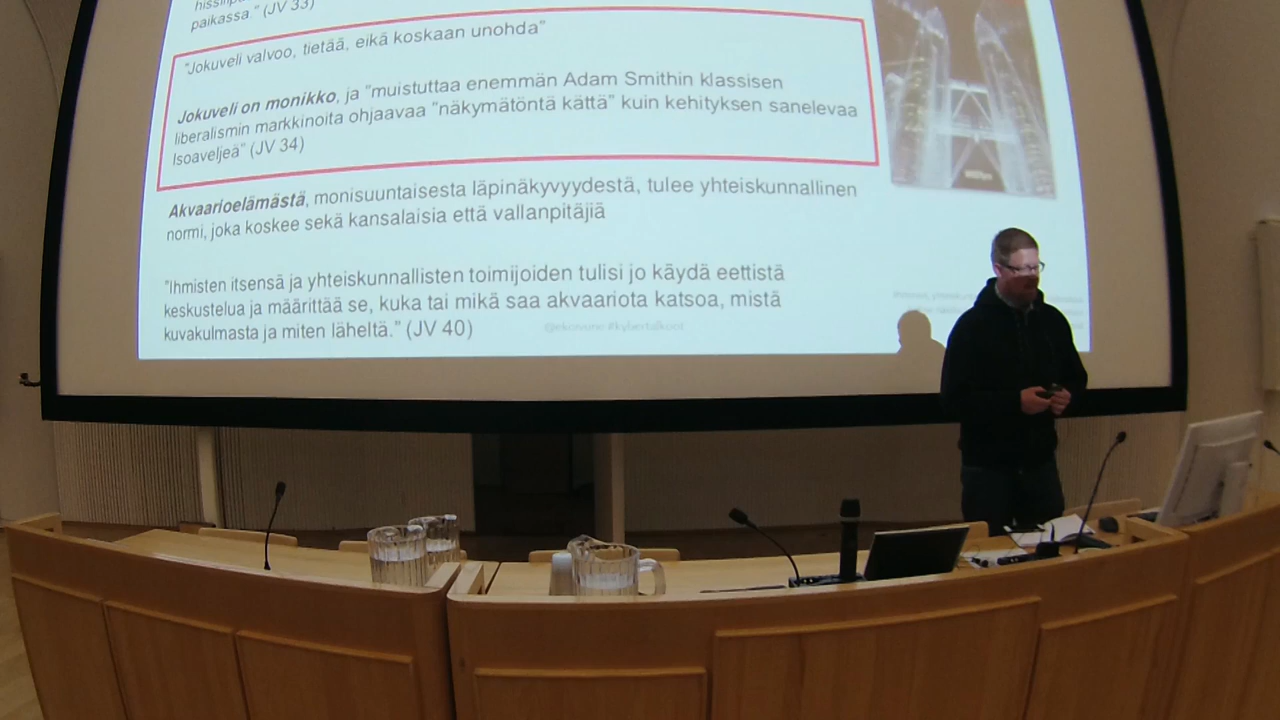 paikassa." (JV 33)
"Jokuveli valvoo, tietää, eikä koskaan unohda"
Jokuveli on monikko, ja "muistuttaa enemmän Adam Smithin klassisen
liberalismin markkinoita ohjaavaa "näkymätöntä kättä" kuin kehityksen sanelevaa
Isoaveljeä" (JV 34)
Akvaarioelämästä, monisuuntaisesta läpinäkyvyydestä, tulee yhteiskunnallinen
normi, joka koskee sekä kansalaisia että vallanpitäjiä
"Ihmisten itsensä ja yhteiskunnallisten toimijoiden tulisi jo käydä eettistä
keskustelua ja määrittää se, kuka tai mikä saa akvaariota katsoa, mistä
kuvakulmasta ja miten läheltä." (JV 40)
#kybertalkoot